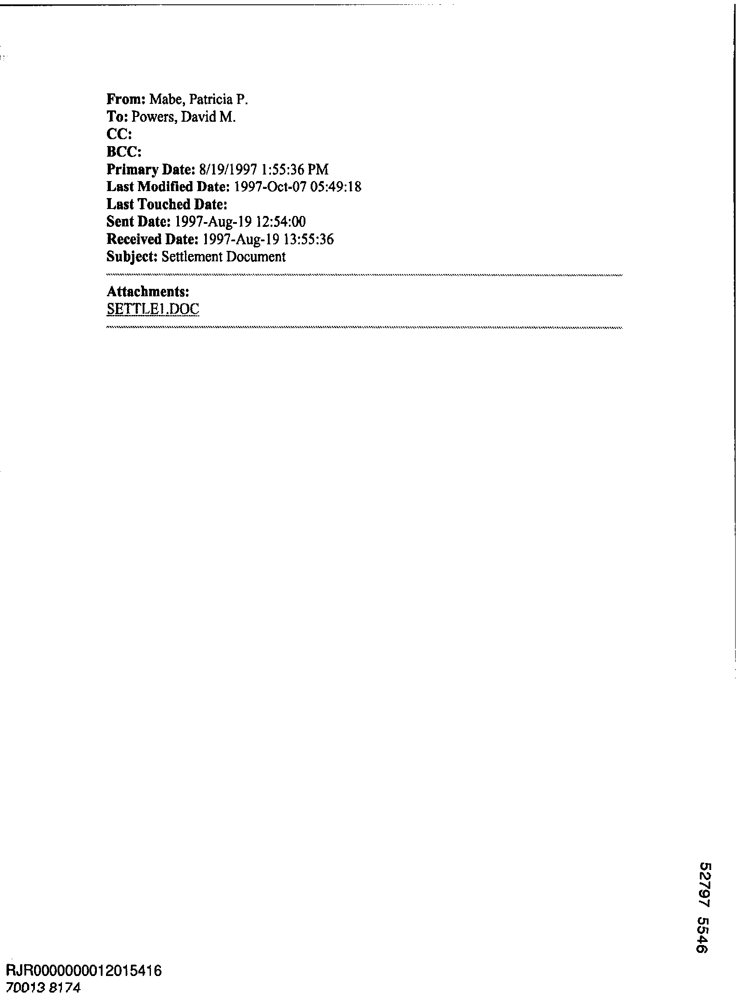 From: Mabe, Patricia P.
To: Powers, David M.
CC:
BCC:
Primary Date: 8/19/1997 1:55:36 PM
Last Modified Date: 1997-Oct-07 05:49:18
Last Touched Date:
Sent Date: 1997-Aug-19 12:54:00
Received Date: 1997-Aug-19 13:55:36
Subject: Settlement Document
Attachments:
SETTLE1.DOC
52797 5546
RJR0000000012015416
70013 8174